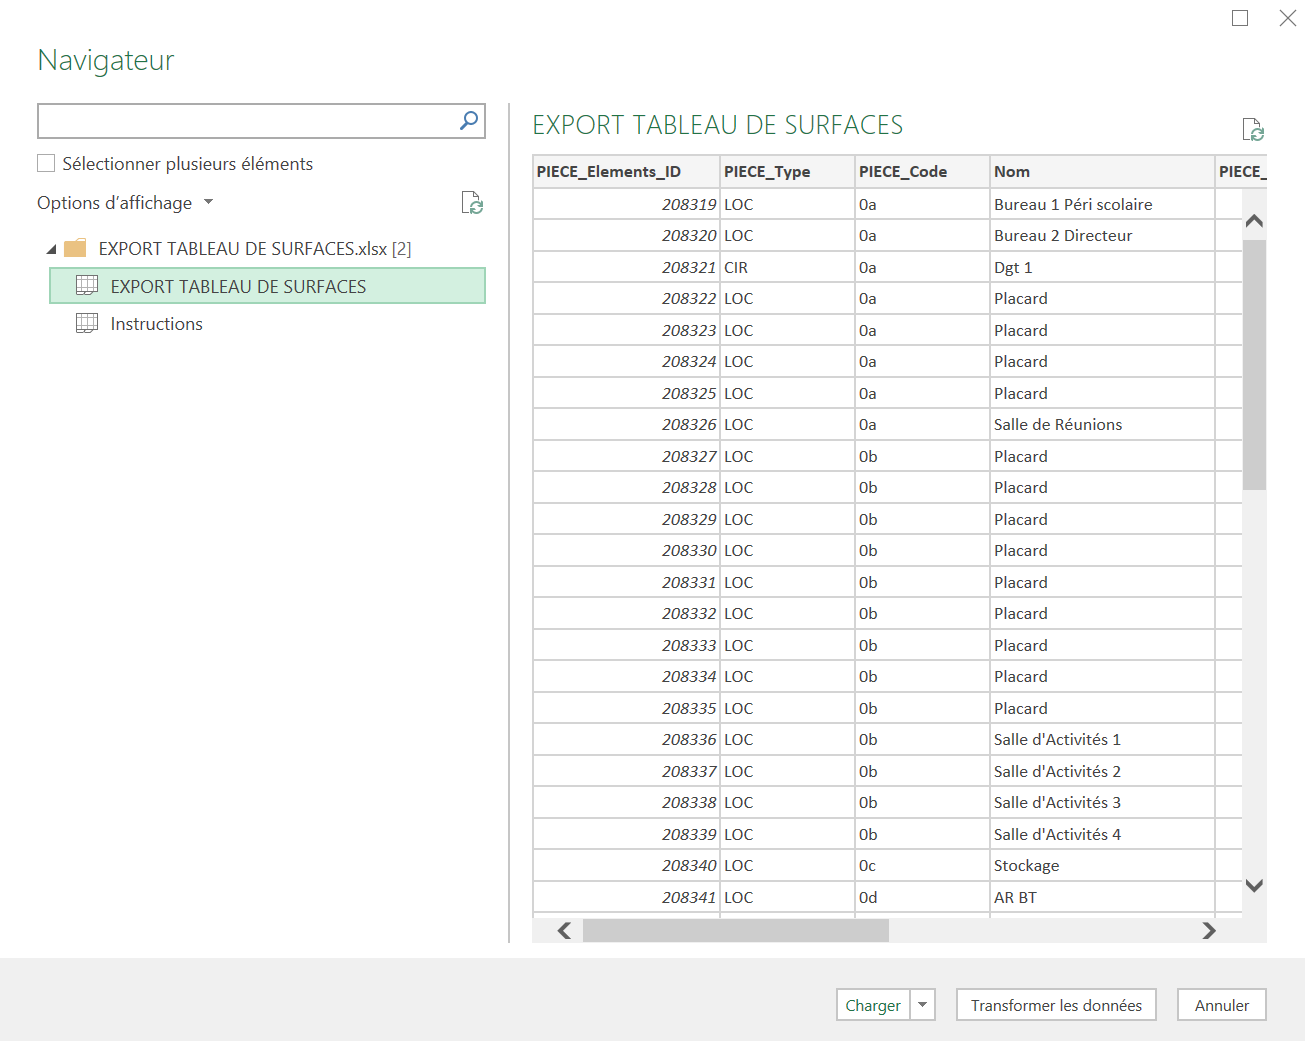 Navigateur
Sélectionner plusieurs éléments
Options d’affichage
EXPORT TABLEAU DE SURFACES.xlsx [2]
EXPORT TABLEAU DE SURFACES
Instructions
EXPORT TABLEAU DE SURFACES
PIECE_Elements_ID PIECE_Type PIECE_Code Nom PIECE_
208319 LOC 0a Bureau 1 Péri scolaire
208320 LOC 0a Bureau 2 Directeur
208321 CIR 0a Dgt 1
208322 LOC 0a Placard
208323 LOC 0a Placard
208324 LOC 0a Placard
208325 LOC 0a Placard
208326 LOC 0a Salle de Réunions
208327 LOC 0b Placard
208328 LOC 0b Placard
208329 LOC 0b Placard
208330 LOC 0b Placard
208331 LOC 0b Placard
208332 LOC 0b Placard
208333 LOC 0b Placard
208334 LOC 0b Placard
208335 LOC 0b Placard
208336 LOC 0b Salle d'Activités 1
208337 LOC 0b Salle d'Activités 2
208338 LOC 0b Salle d'Activités 3
208339 LOC 0b Salle d'Activités 4
208340 LOC 0c Stockage
208341 LOC 0d AR BT
Charger Transformer les données Annuler